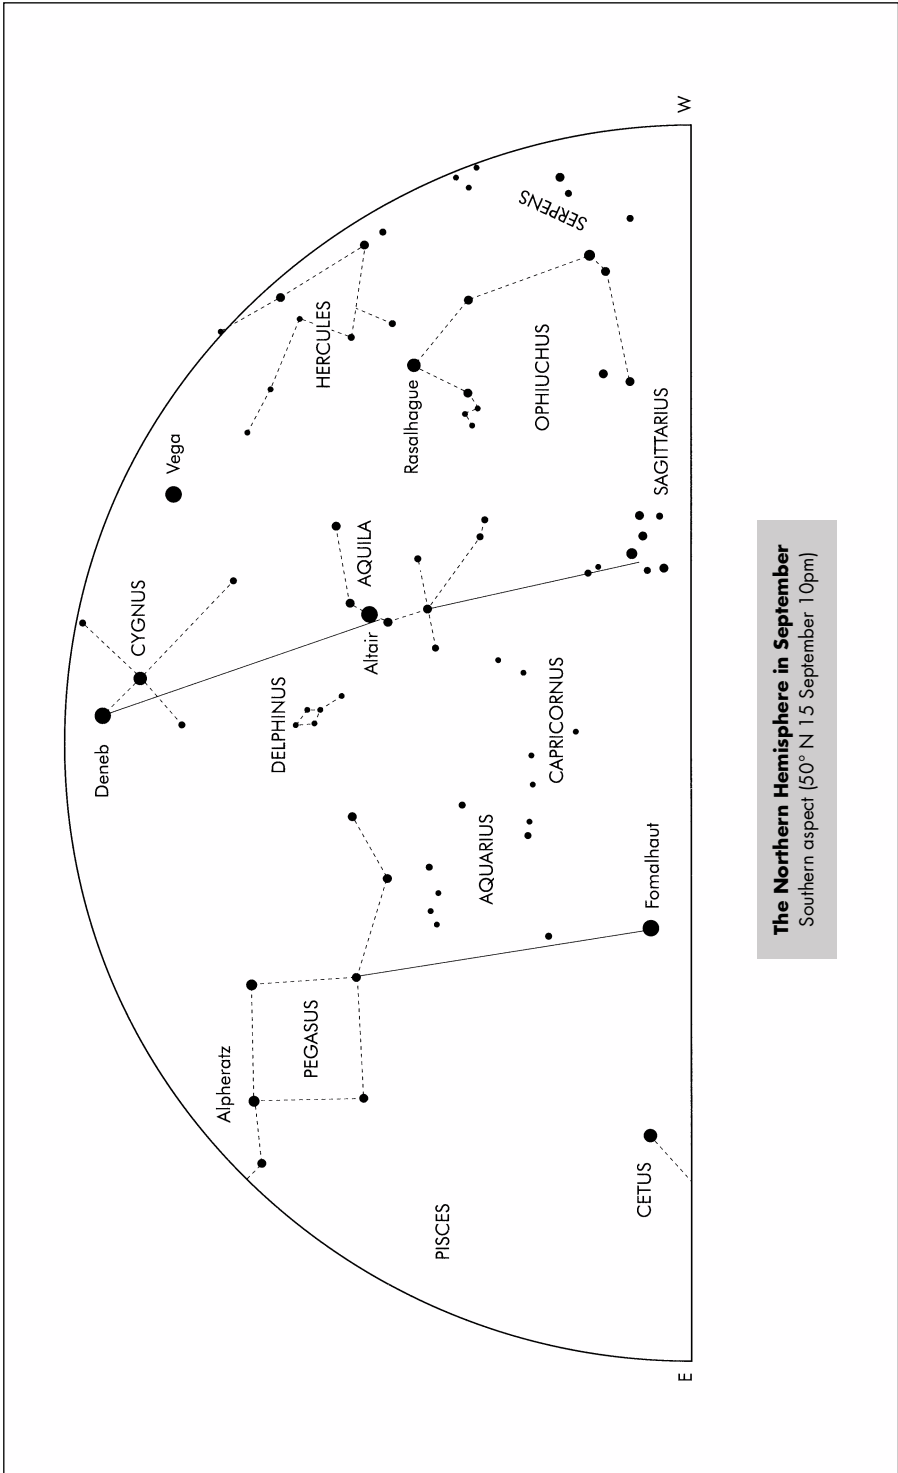 Deneb
CYGNUS
Vega
HERCULES
DELPHINUS
AQUILA
Altair
Rasalhague
SERPENS
OPHIUCHUS
SAGITTARIUS
CAPRICORNUS
AQUARIUS
Fomalhaut
Alpheratz
PEGASUS
PISCES
CETUS
E
W
The Northern Hemisphere in September
Southern aspect (50° N 15 September 10pm)